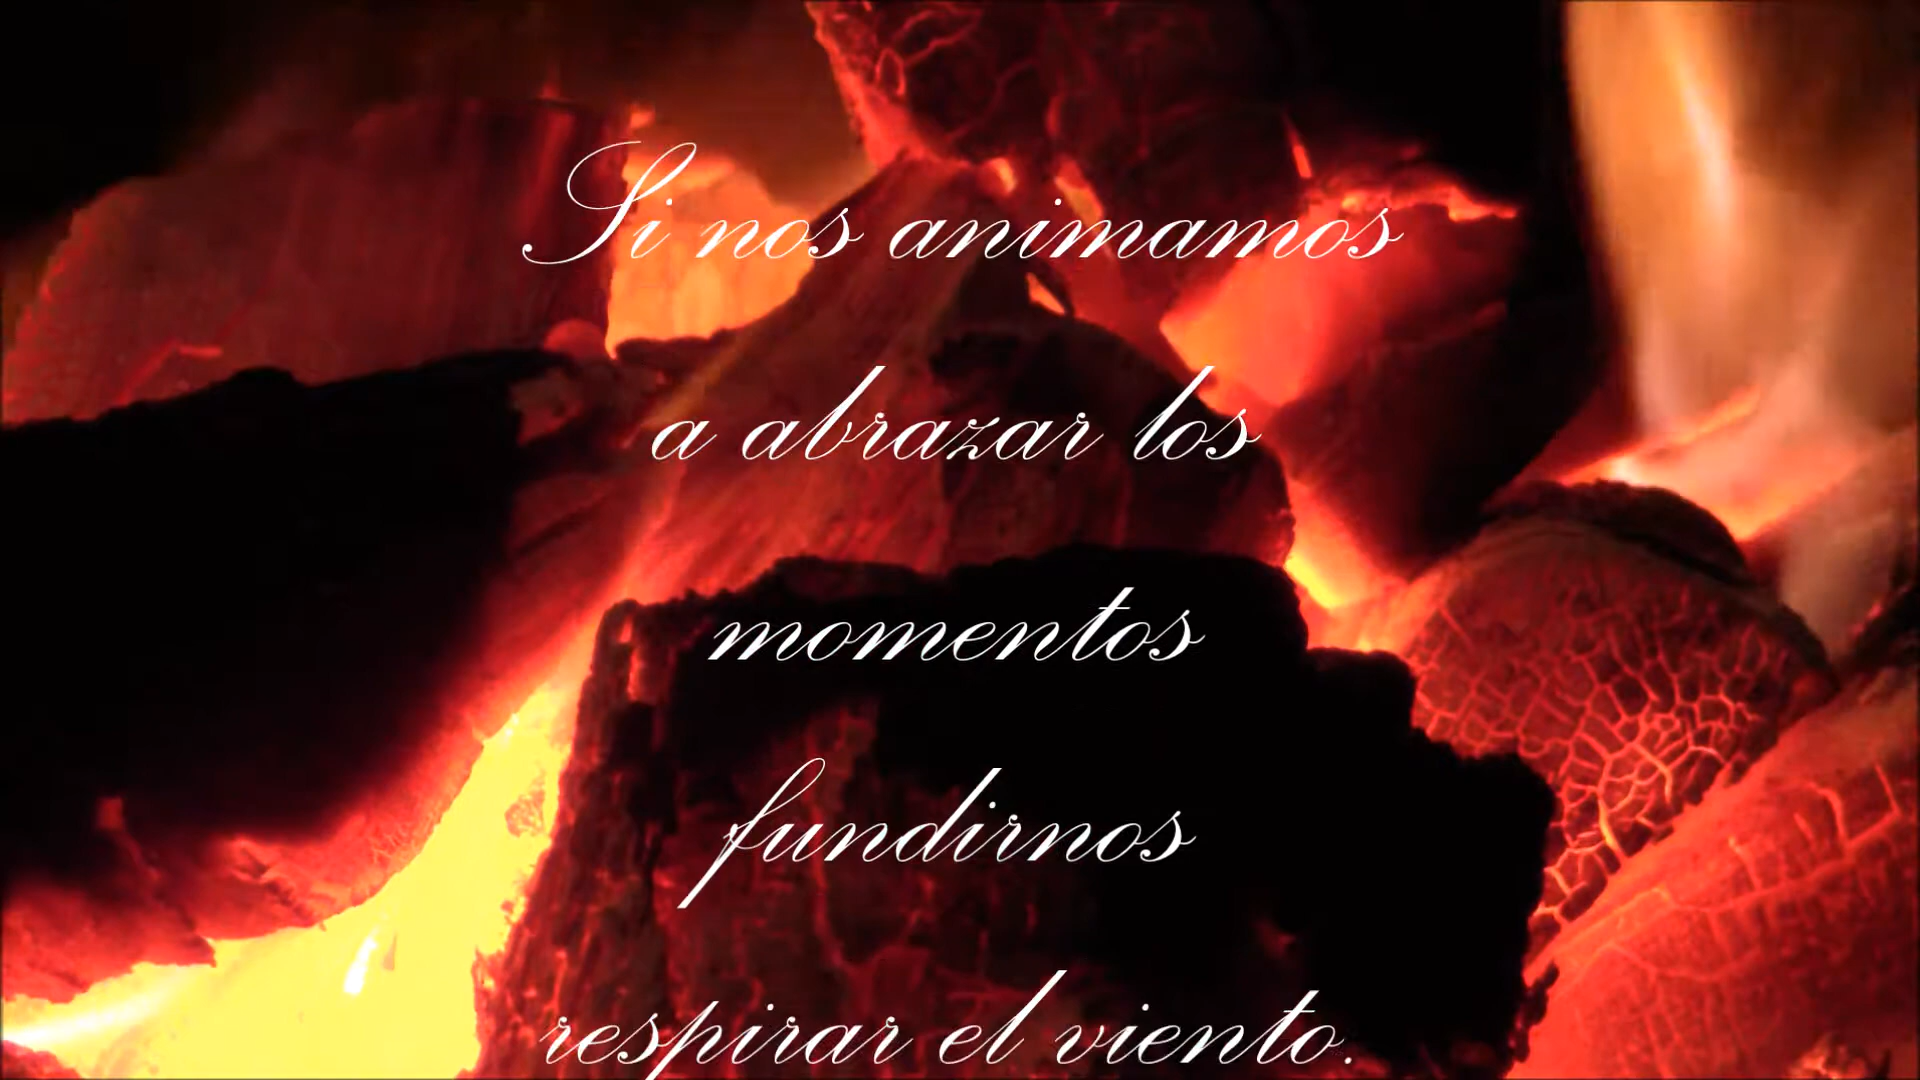 Si nos animamos
a abrazar los
momentos
fundirnos
respirar el viento.